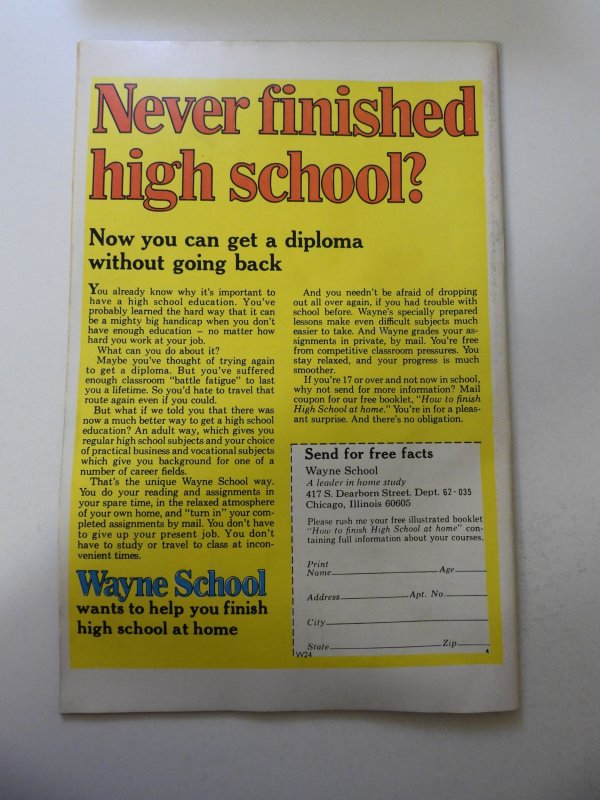 Never finished
high school?
Now you can get a diploma
without going back
You already know why it's important to
have a high school education. You've
probably learned the hard way that it can
be a mighty big handicap when you don't
have enough education – no matter how
hard you work at your job.
What can you do about it?
Maybe you've thought of trying again
to get a diploma. But you've suffered
enough classroom "battle fatigue" to last
you a lifetime. So you'd hate to travel that
route again even if you could.
But what if we told you that there was
now a much better way to get a high school
education? An adult way, which gives you
regular high school subjects and your choice
of practical business and vocational subjects
which give you background for one of a
number of career fields.
That's the unique Wayne School way.
You do your reading and assignments in
your spare time, in the relaxed atmosphere
of your own home, and "turn in" your com-
pleted assignments by mail. You don't have
to give up your present job. You don't
have to study or travel to class at incon-
venient times.
Wayne School
wants to help you finish
high school at home
And you needn't be afraid of dropping
out all over again, if you had trouble with
school before. Wayne's specially prepared
lessons make even difficult subjects much
easier to take. And Wayne grades your as-
signments in private, by mail. You're free
from competitive classroom pressures. You
stay relaxed, and your progress is much
smoother.
If you're 17 or over and not now in school,
why not send for more information? Mail
coupon for our free booklet, "How to finish
High School at home." You're in for a pleas-
ant surprise. And there's no obligation.
Send for free facts
Wayne School
A leader in home study
417 S. Dearborn Street. Dept. 62-035
Chicago, Illinois 60605
Please rush me your free illustrated booklet
"How to finish High School at home" con-
taining full information about your courses.
Print
Name Age
Address Apt. No.
City
State Zip
W24 4